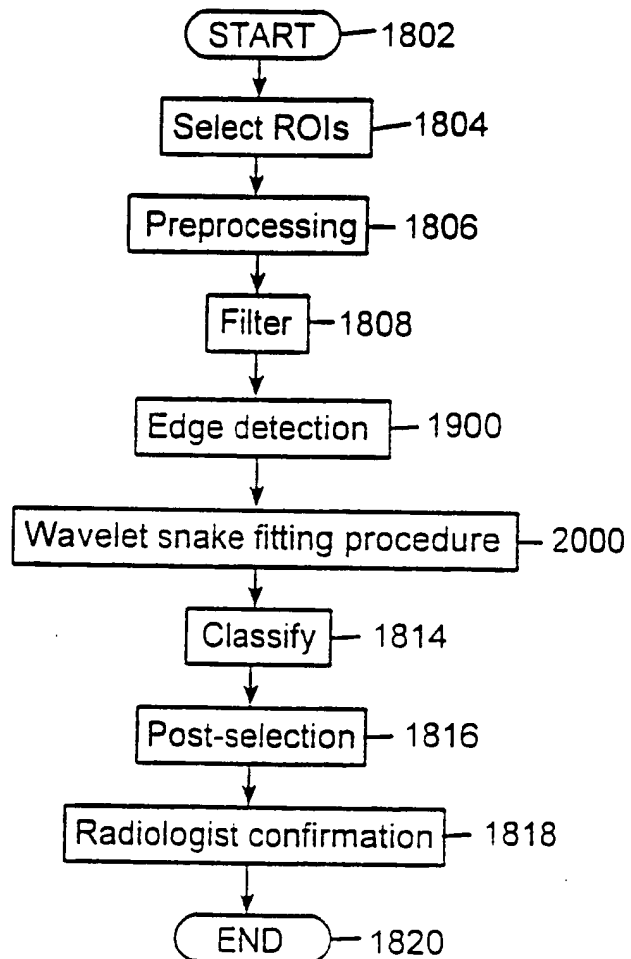 START 1802
Select ROIs 1804
Preprocessing 1806
Filter 1808
Edge detection 1900
Wavelet snake fitting procedure 2000
Classify 1814
Post-selection 1816
Radiologist confirmation 1818
END 1820